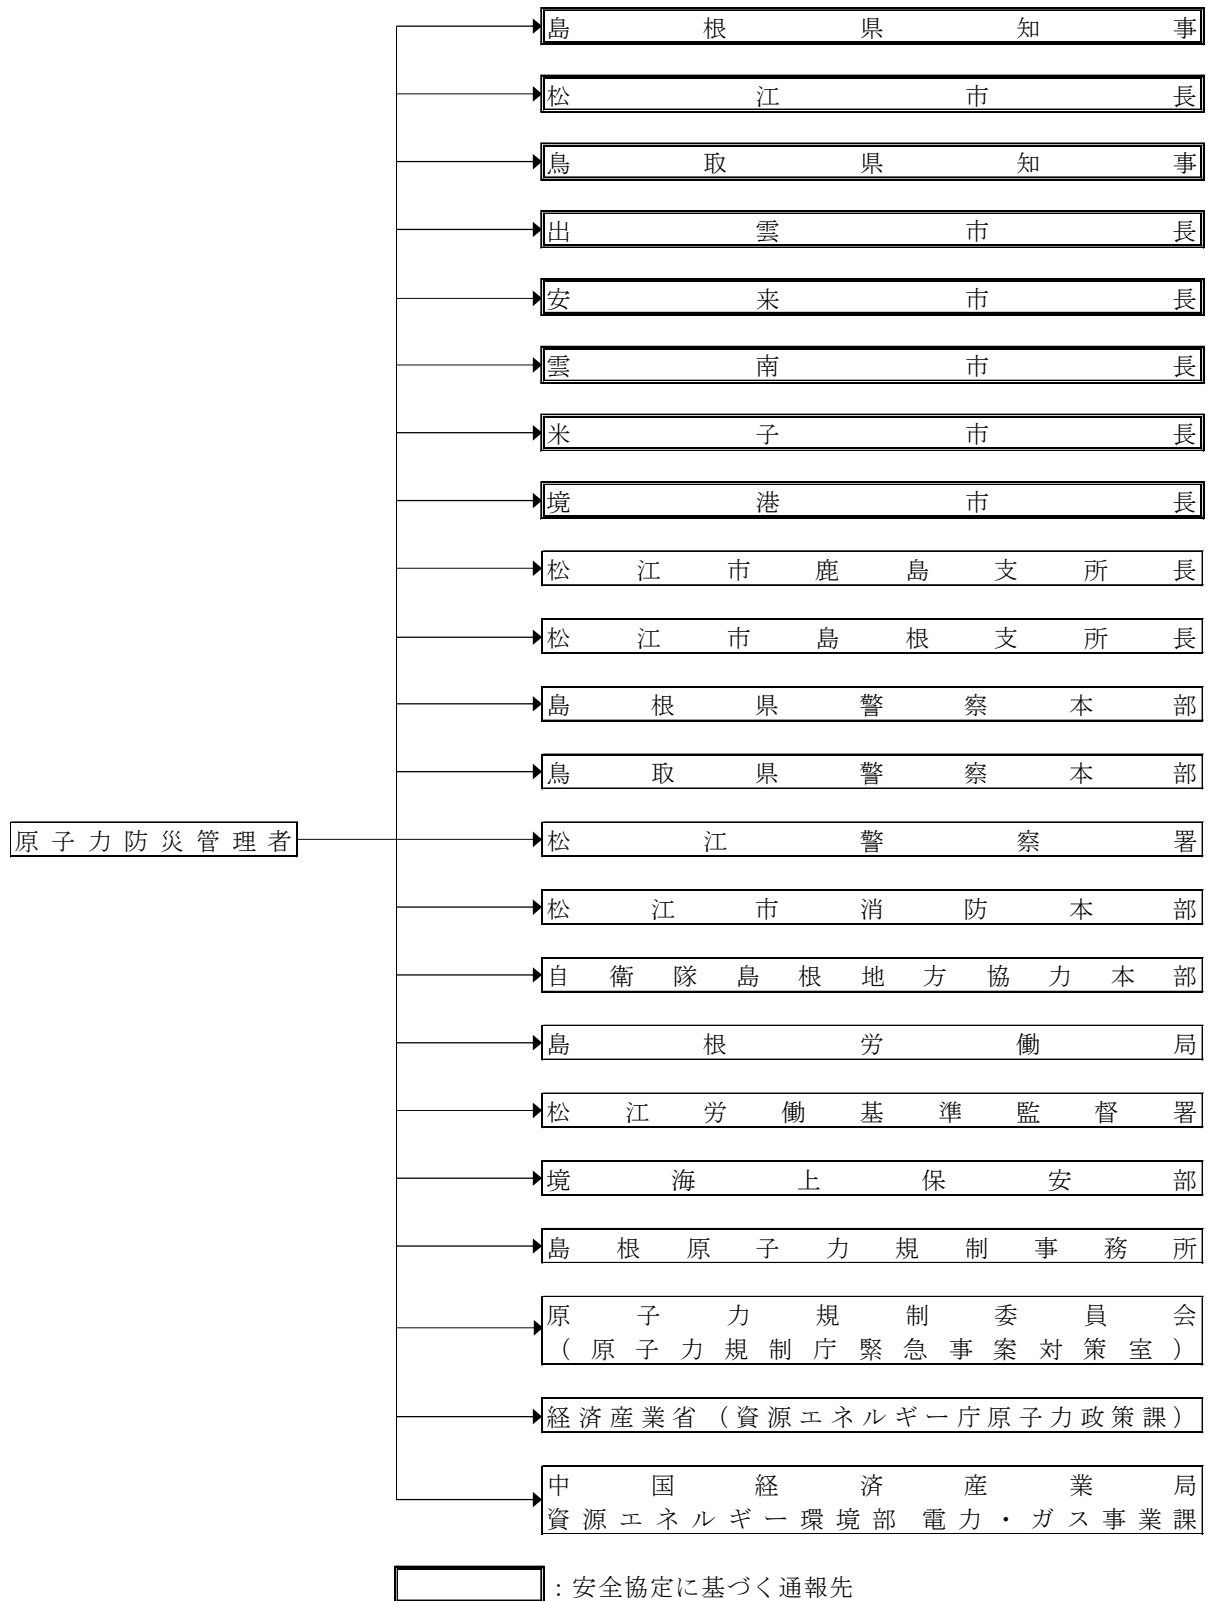 島根県知事
松江市長
鳥取県知事
出雲市長
安来市長
雲南市長
米子市長
境港市長
松江市鹿島支所長
松江市島根支所長
島根県警察本部
鳥取県警察本部
原子力防災管理者
松江警察署
松江市消防本部
自衛隊島根地方協力本部
島根労働局
松江労働基準監督署
境海上保安部
島根原子力規制事務所
原子力規制委員会
(原子力規制庁緊急事案対策室)
経済産業省(資源エネルギー庁原子力政策課)
中国経済産業局
資源エネルギー環境部 電力・ガス事業課
:安全協定に基づく通報先